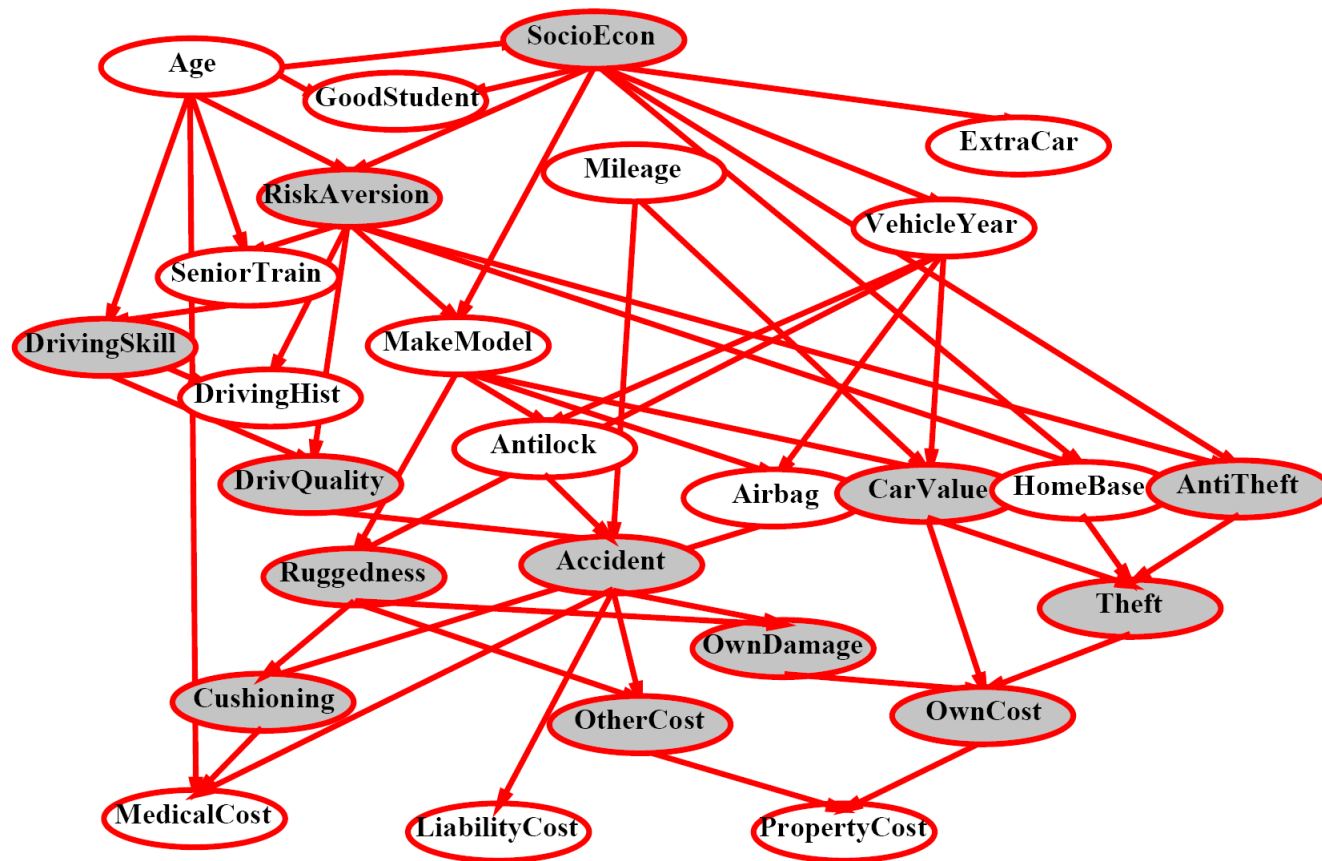 SocioEcon
Age
GoodStudent
ExtraCar
Mileage
RiskAversion
VehicleYear
SeniorTrain
DrivingSkill
MakeModel
DrivingHist
Antilock
DrivQuality
Airbag
CarValue
HomeBase
AntiTheft
Ruggedness
Accident
Theft
OwnDamage
Cushioning
OtherCost
OwnCost
MedicalCost
LiabilityCost
PropertyCost